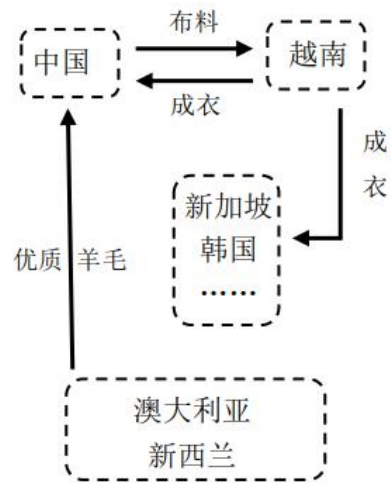 布料
中国
越南
成衣
成
衣
新加坡
韩国
……
优质 羊毛
澳大利亚
新西兰